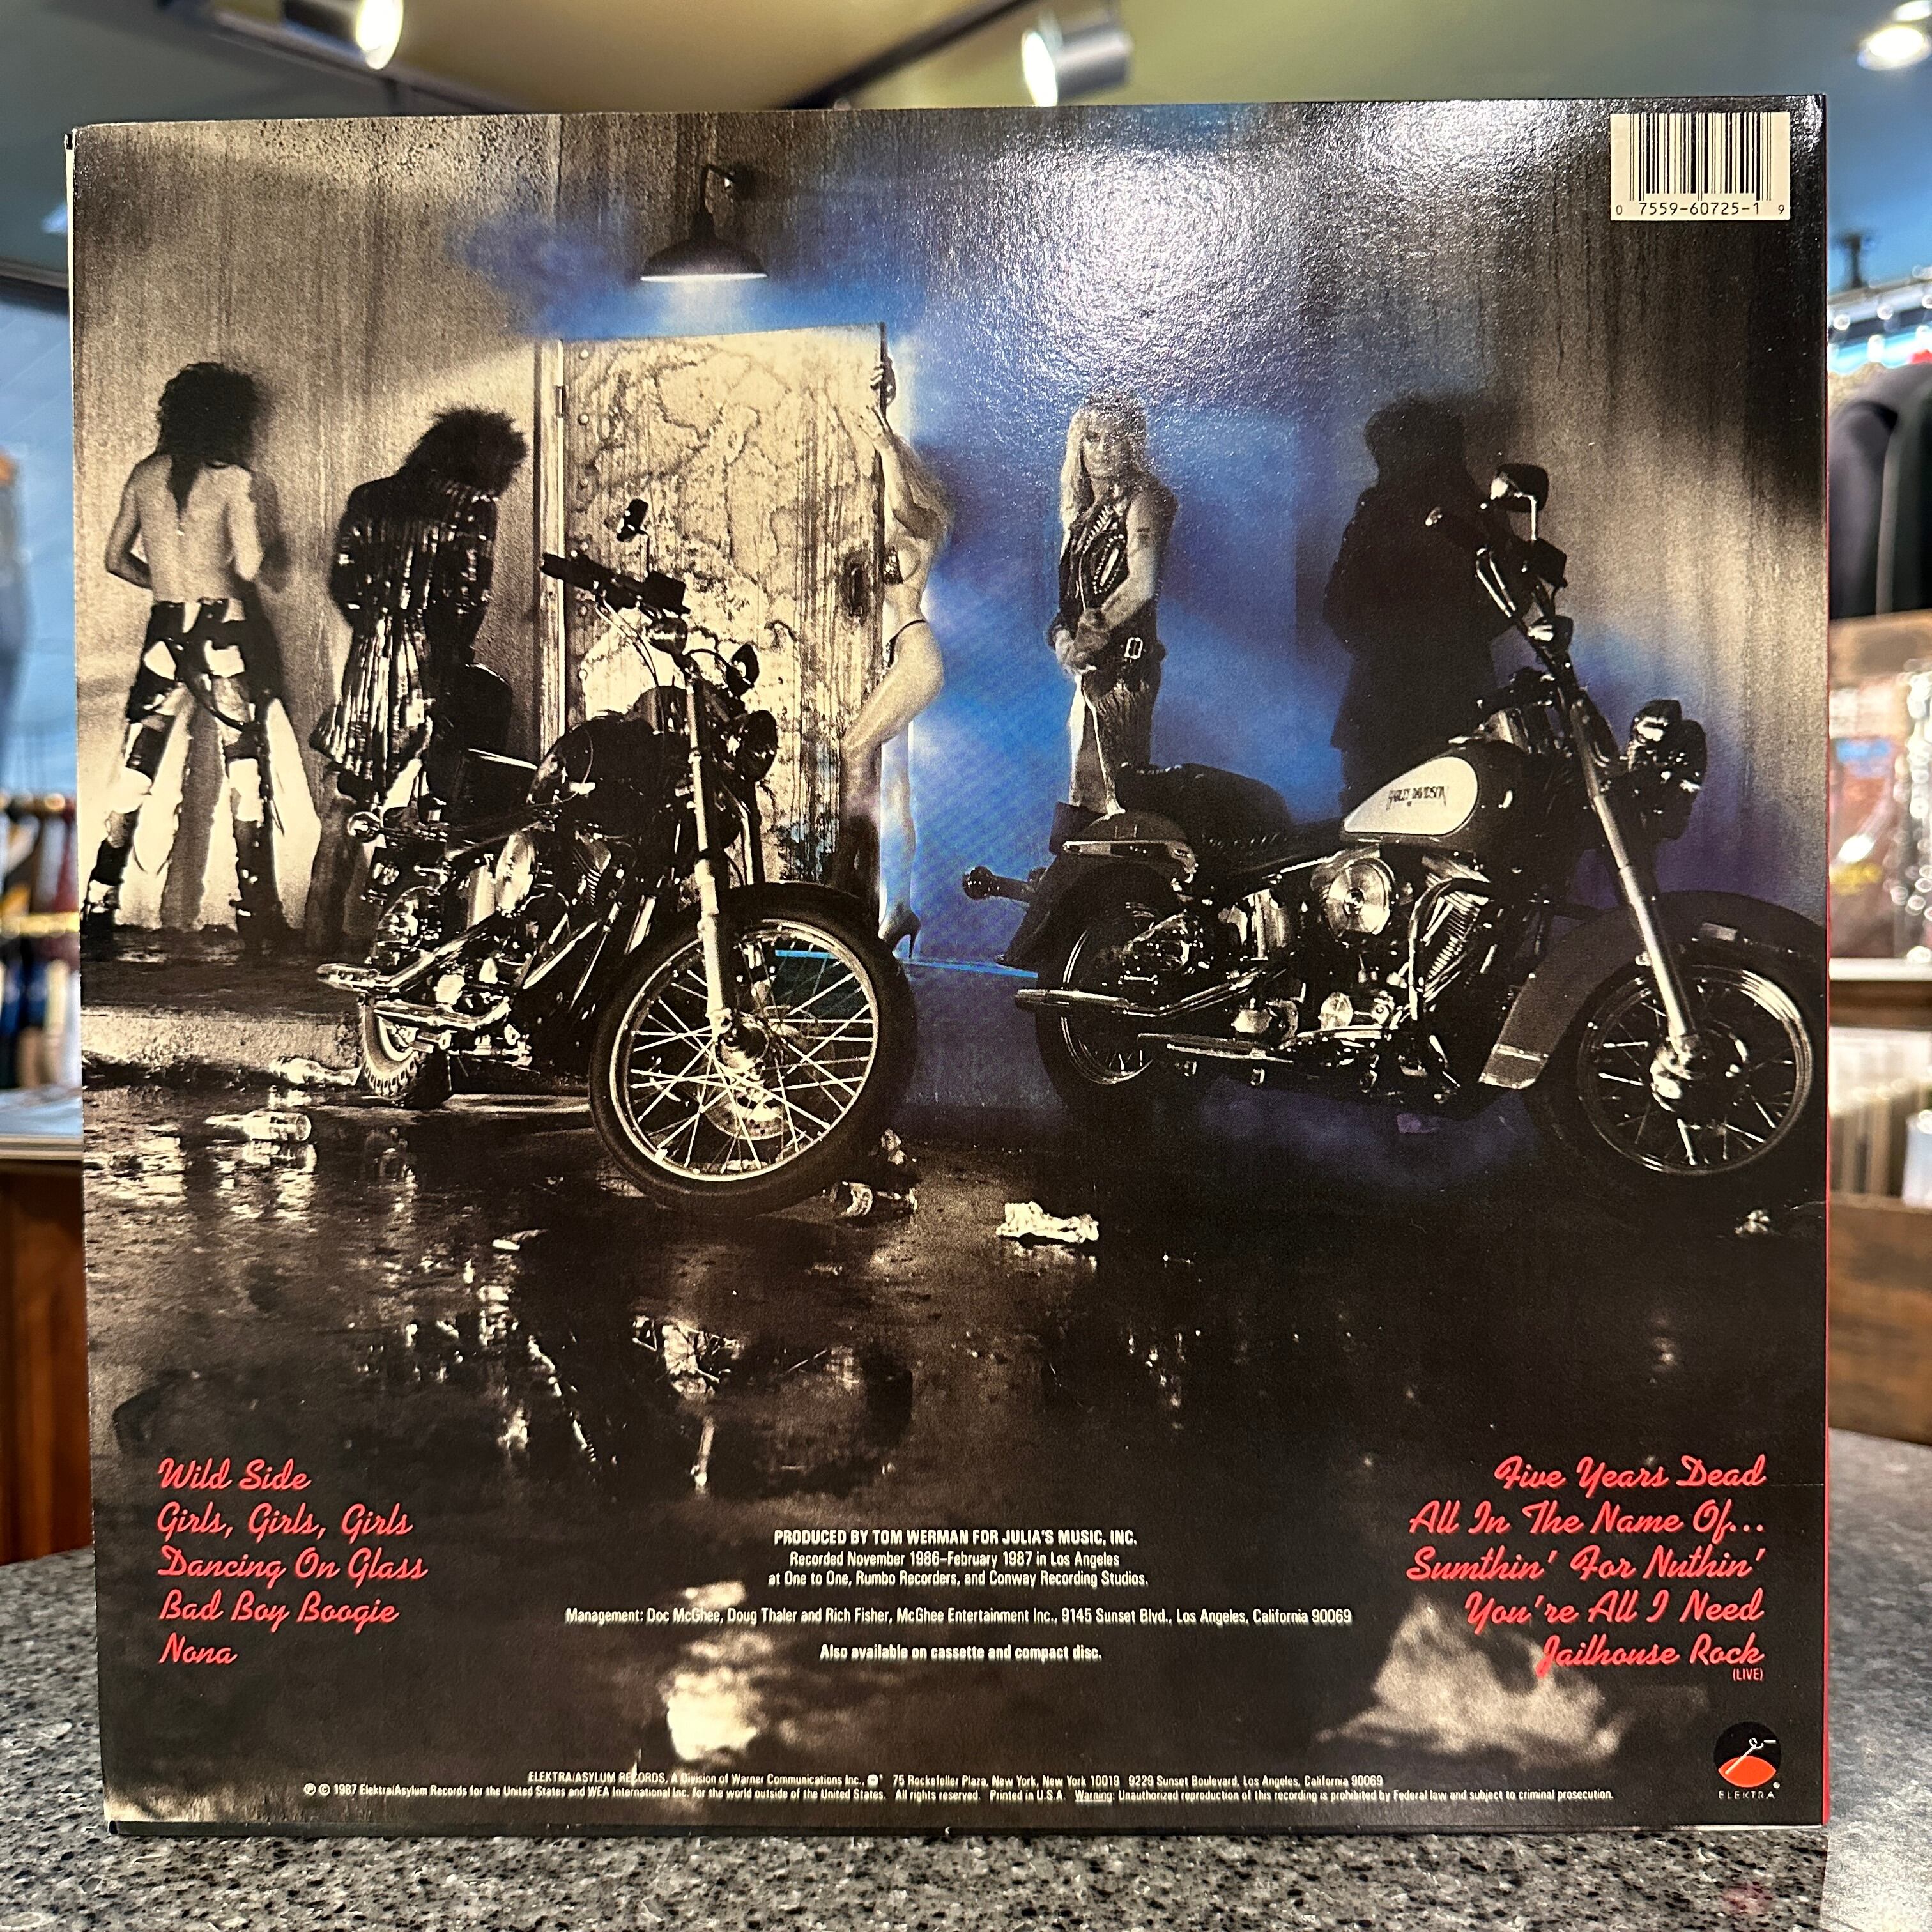 0 7559-60725-1 9
HARLEY-DAVIDSON
Wild Side
Girls, Girls, Girls
Dancing On Glass
Bad Boy Boogie
Nona
PRODUCED BY TOM WERMAN FOR JULIA'S MUSIC, INC.
Recorded November 1986–February 1987 in Los Angeles
at One to One, Rumbo Recorders, and Conway Recording Studios.
Management: Doc McGhee, Doug Thaler and Rich Fisher, McGhee Entertainment Inc., 9145 Sunset Blvd., Los Angeles, California 90069
Also available on cassette and compact disc.
Five Years Dead
All In The Name Of...
Sumthin' For Nuthin'
You're All I Need
Jailhouse Rock
(LIVE)
ELEKTRA/ASYLUM RECORDS, A Division of Warner Communications Inc., 75 Rockefeller Plaza, New York, New York 10019 9229 Sunset Boulevard, Los Angeles, California 90069
℗ © 1987 Elektra/Asylum Records for the United States and WEA International Inc. for the world outside of the United States. All rights reserved. Printed in U.S.A. Warning: Unauthorized reproduction of this recording is prohibited by Federal law and subject to criminal prosecution.
ELEKTRA